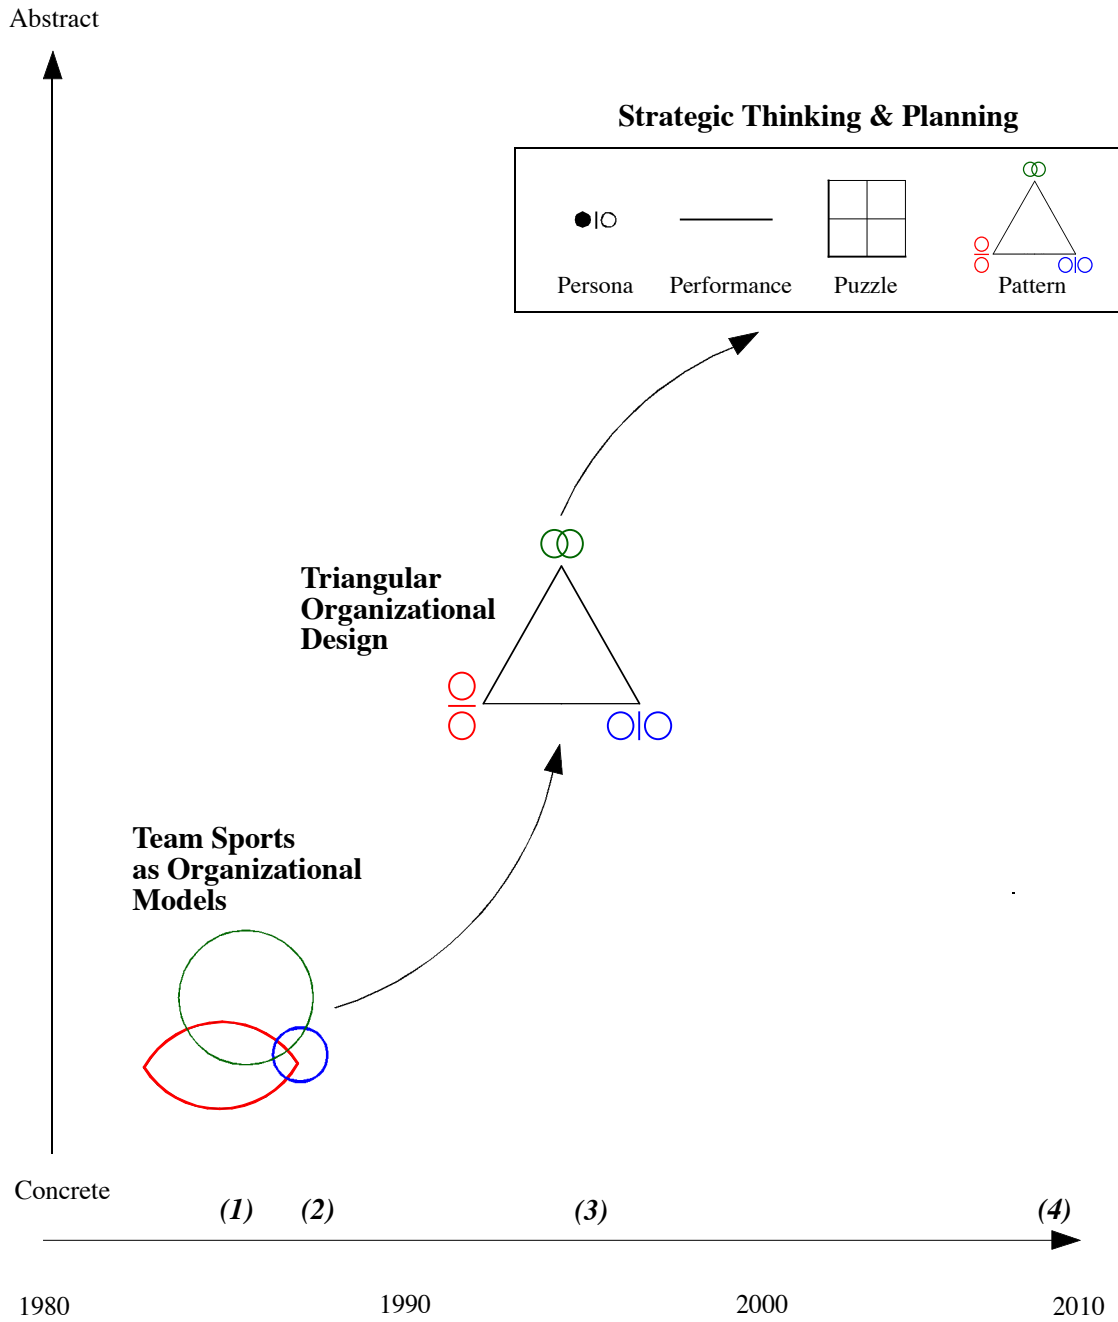 Abstract
Strategic Thinking & Planning
Persona Performance Puzzle Pattern
Triangular
Organizational
Design
Team Sports
as Organizational
Models
Concrete
(1) (2) (3) (4)
1980 1990 2000 2010